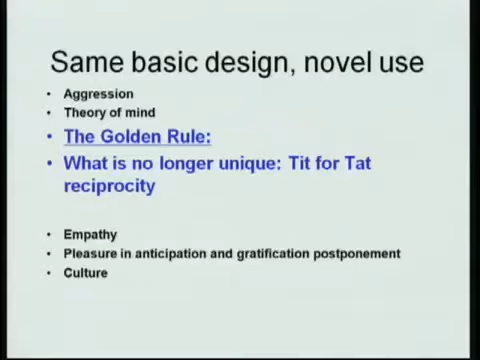 Same basic design, novel use
• Aggression
• Theory of mind
• The Golden Rule:
• What is no longer unique: Tit for Tat
reciprocity
• Empathy
• Pleasure in anticipation and gratification postponement
• Culture